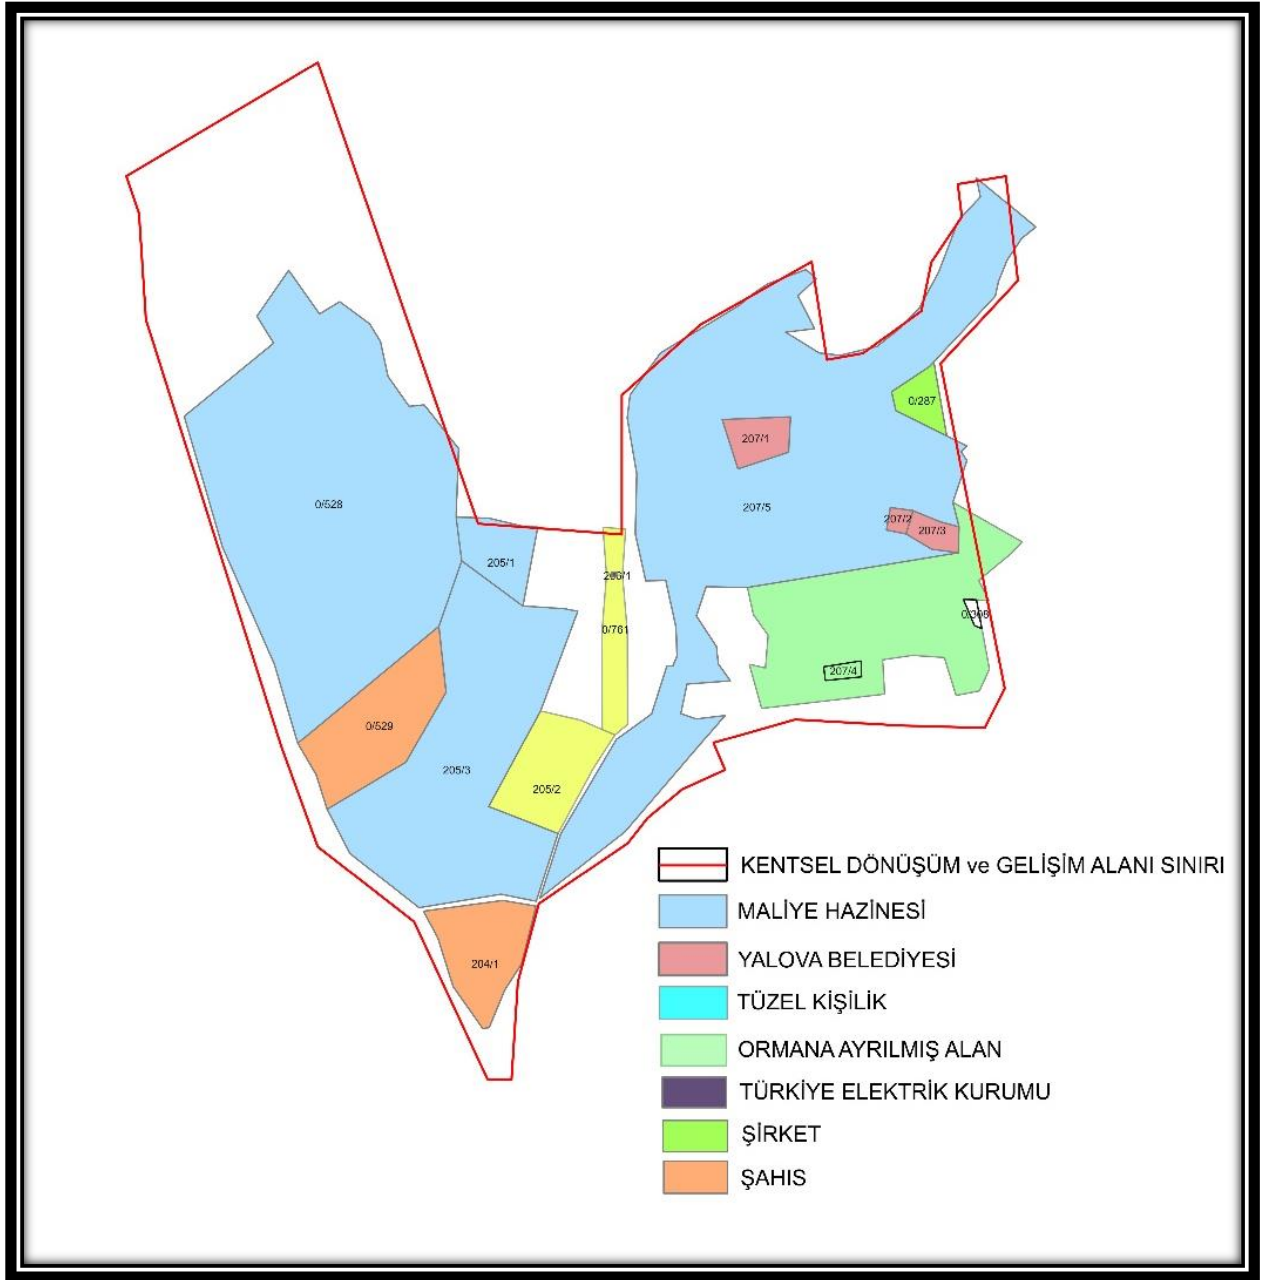 0/287
207/1
0/528
207/5
207/2
207/3
205/1
206/1
0/761
207/4
0/529
205/3
205/2
KENTSEL DÖNÜŞÜM ve GELİŞİM ALANI SINIRI
MALİYE HAZİNESİ
YALOVA BELEDİYESİ
204/1
TÜZEL KİŞİLİK
ORMANA AYRILMIŞ ALAN
TÜRKİYE ELEKTRİK KURUMU
ŞİRKET
ŞAHIS